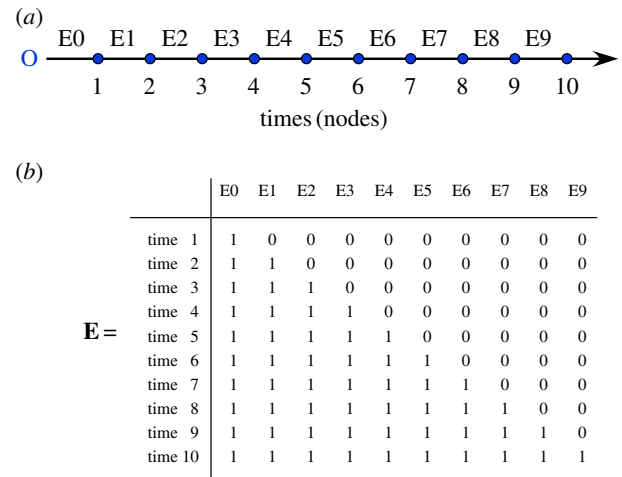 (a)
E0 E1 E2 E3 E4 E5 E6 E7 E8 E9
O
1 2 3 4 5 6 7 8 9 10
times (nodes)
(b)
E0 E1 E2 E3 E4 E5 E6 E7 E8 E9
time 1 1 0 0 0 0 0 0 0 0 0
time 2 1 1 0 0 0 0 0 0 0 0
time 3 1 1 1 0 0 0 0 0 0 0
time 4 1 1 1 1 0 0 0 0 0 0
E = 
time 5 1 1 1 1 1 0 0 0 0 0
time 6 1 1 1 1 1 1 0 0 0 0
time 7 1 1 1 1 1 1 1 0 0 0
time 8 1 1 1 1 1 1 1 1 0 0
time 9 1 1 1 1 1 1 1 1 1 0
time 10 1 1 1 1 1 1 1 1 1 1